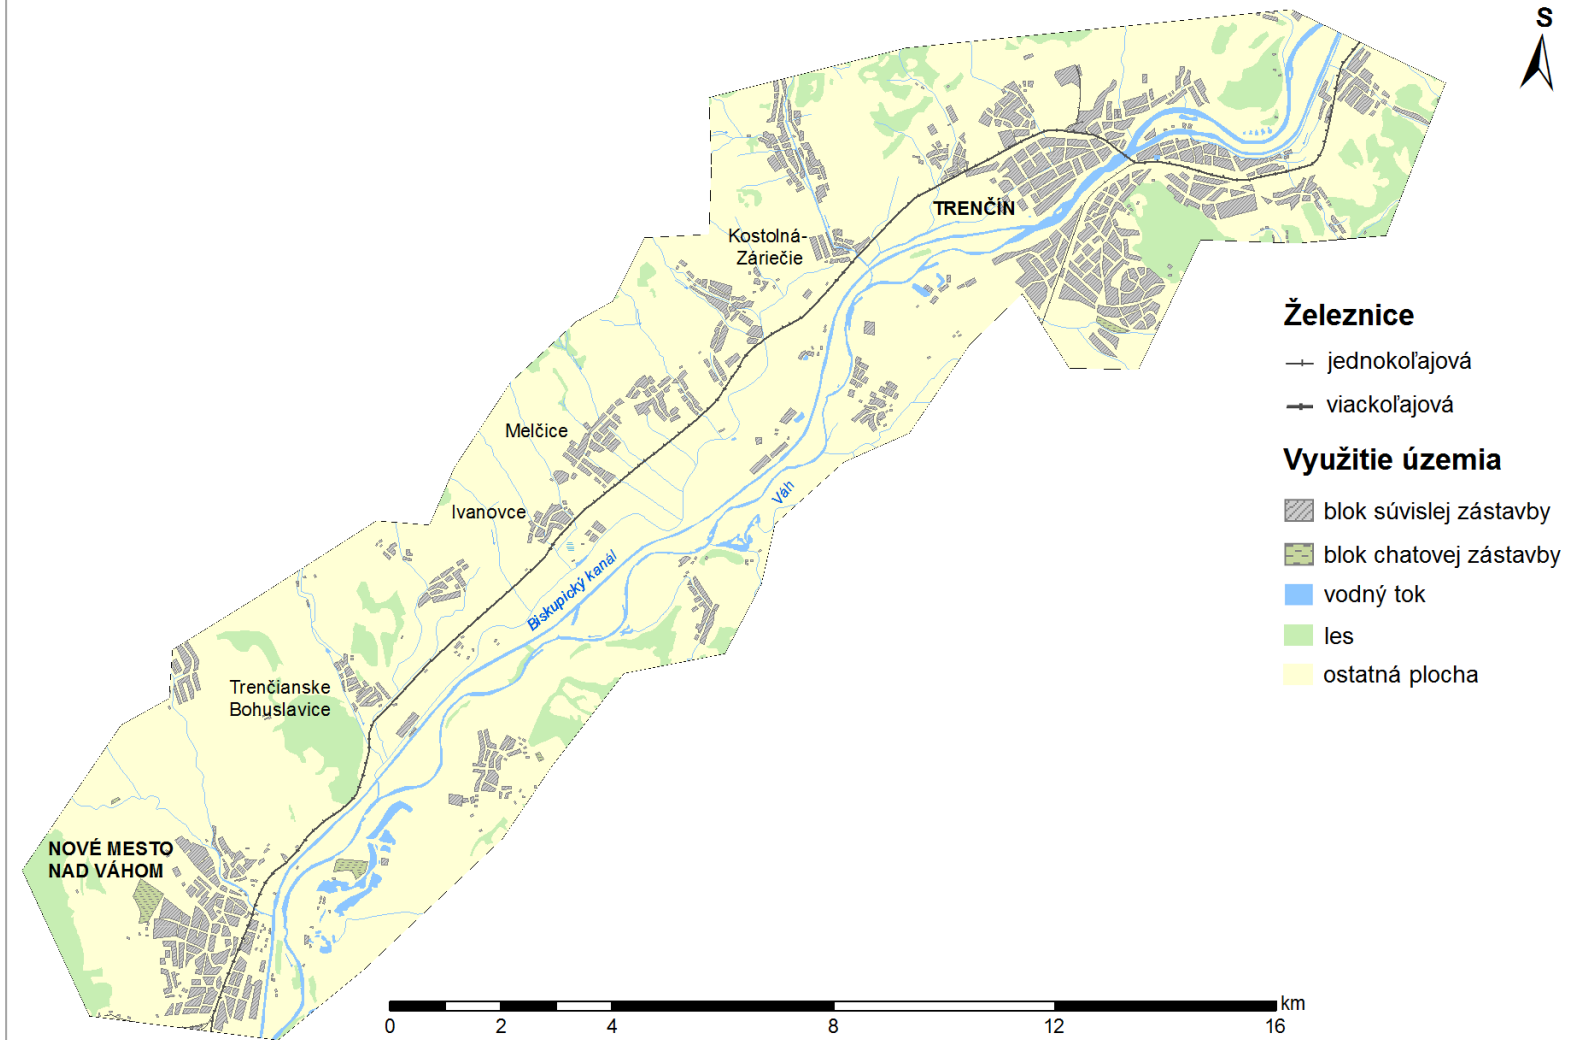 S
TRENČÍN
Kostolná-
Záriečie
Melčice
Ivanovce
Váh
Biskupický kanál
Trenčianske
Bohuslavice
NOVÉ MESTO
NAD VÁHOM
Železnice
jednokoľajová
viackoľajová
Využitie územia
blok súvislej zástavby
blok chatovej zástavby
vodný tok
les
ostatná plocha
km
0 2 4 8 12 16